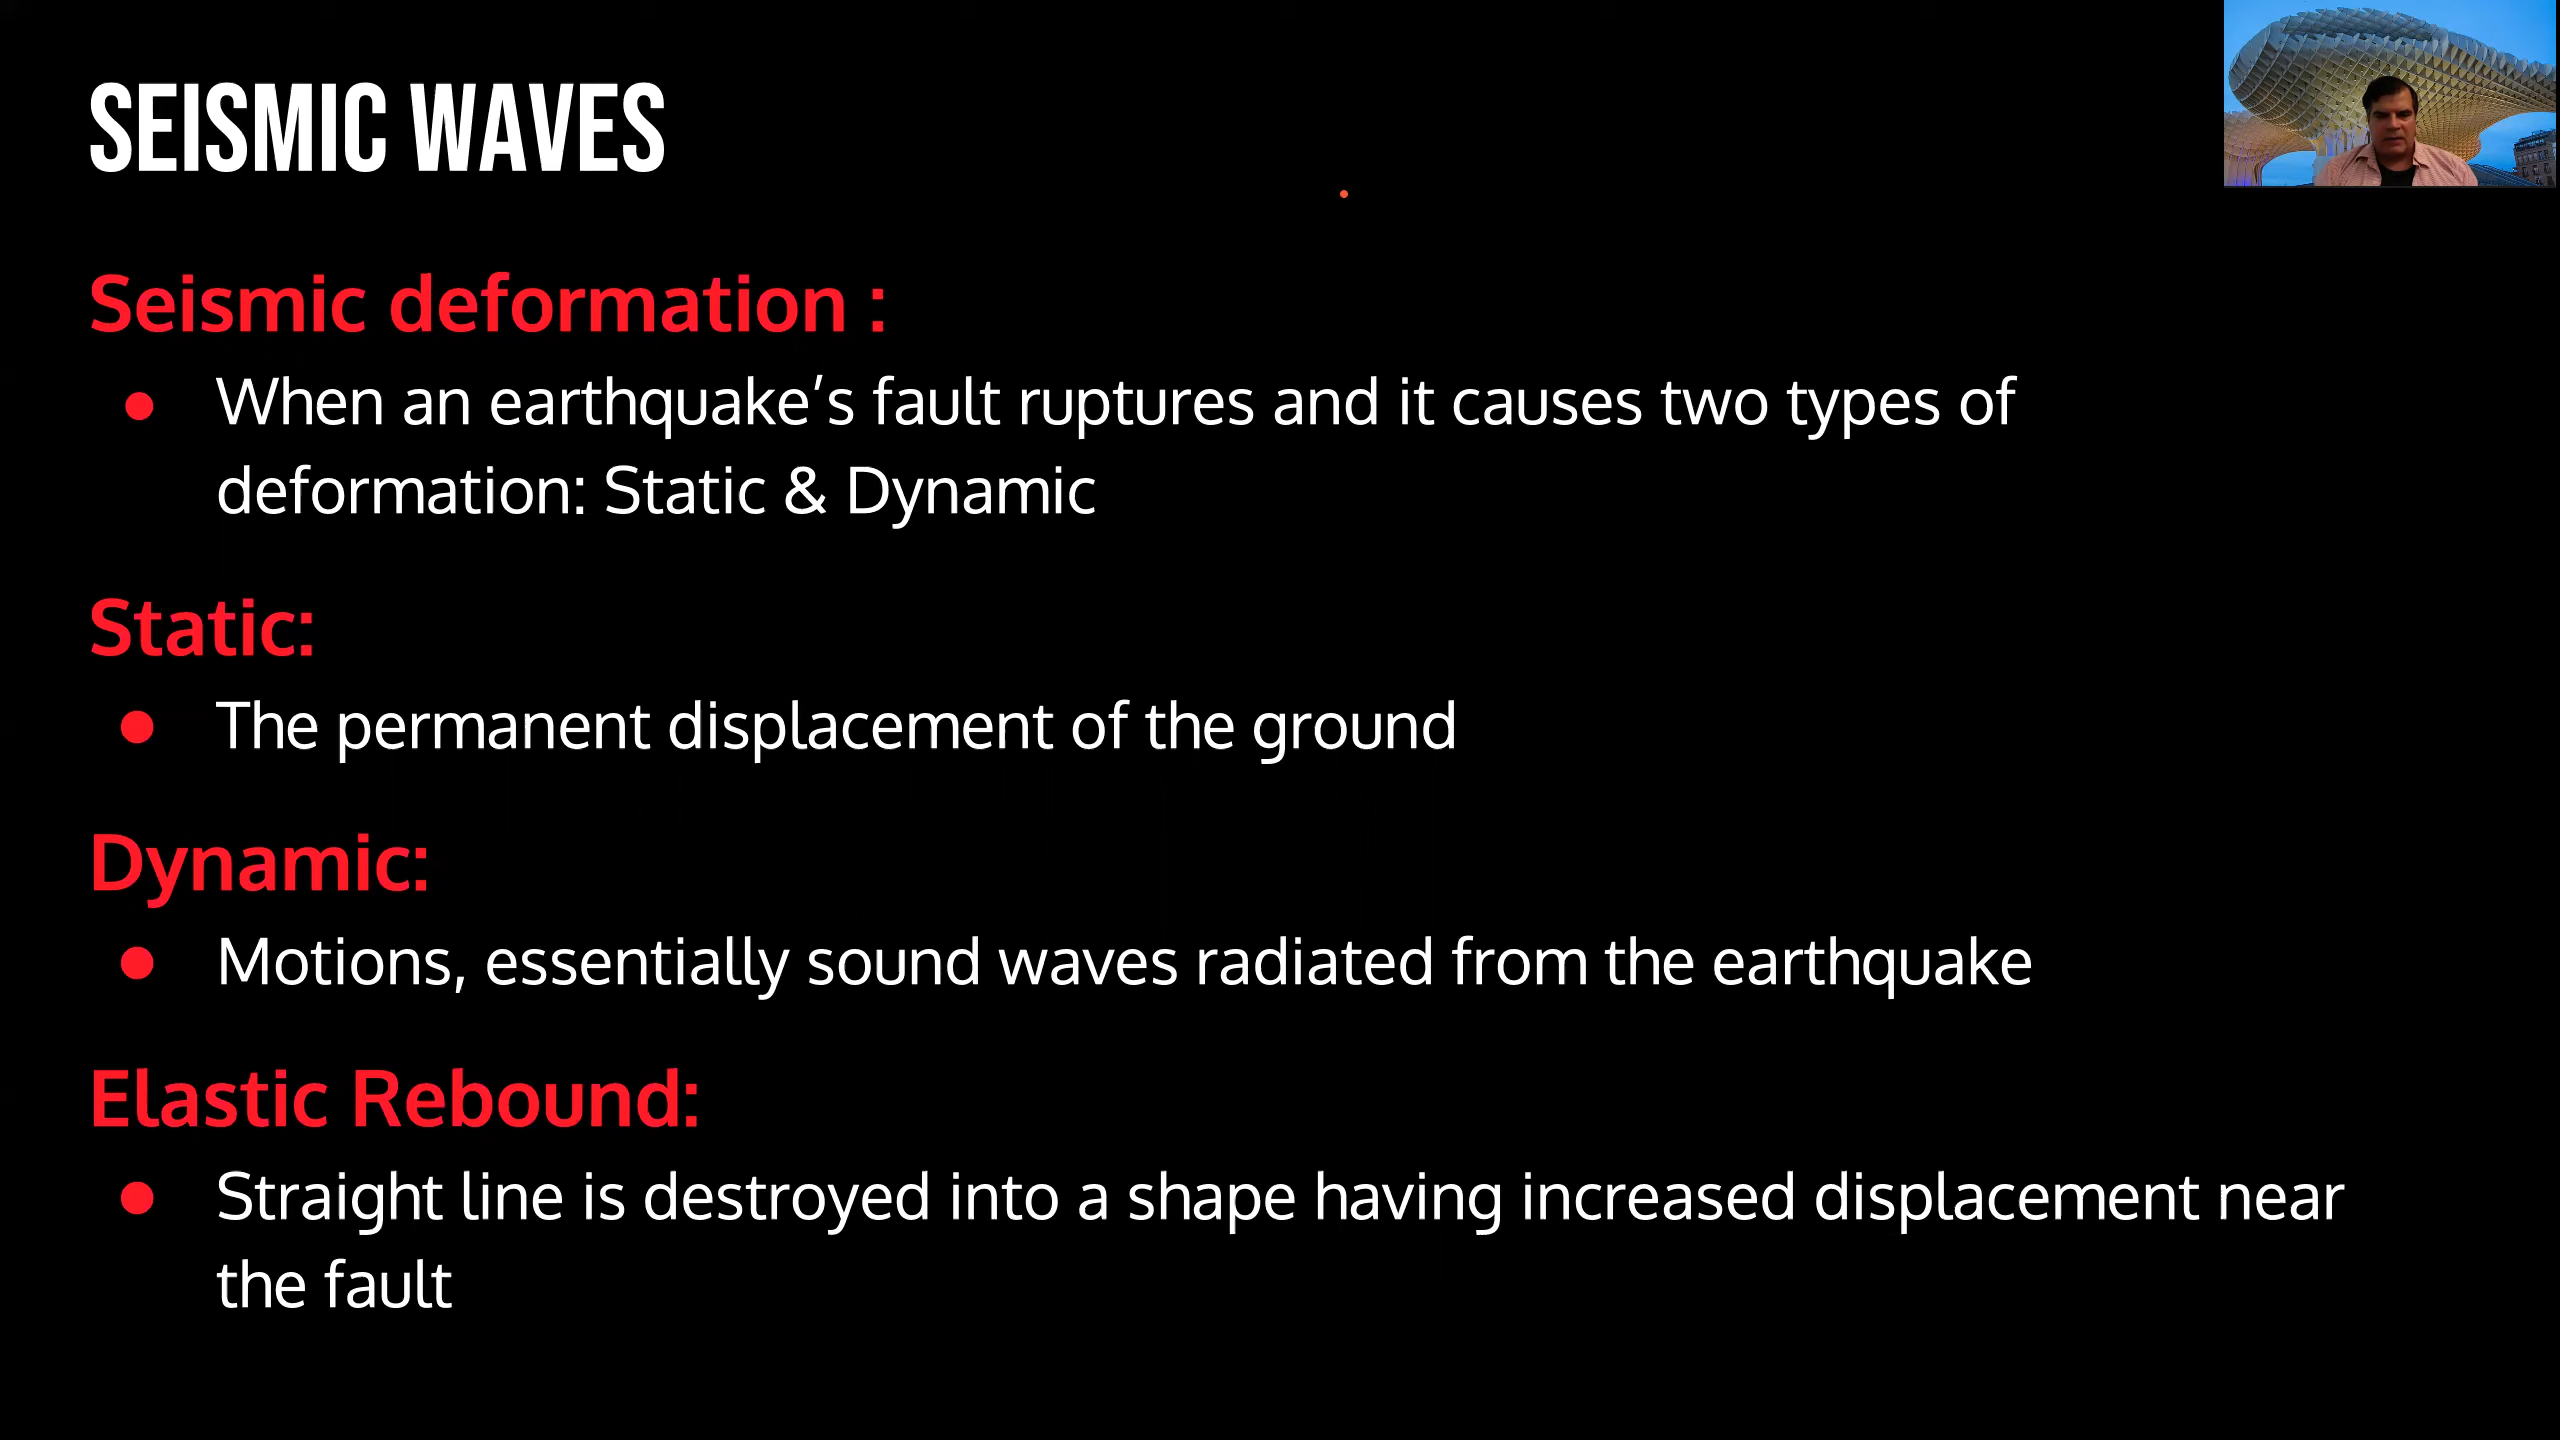 SEISMIC WAVES
Seismic deformation :
● When an earthquake’s fault ruptures and it causes two types of
deformation: Static & Dynamic
Static:
● The permanent displacement of the ground
Dynamic:
● Motions, essentially sound waves radiated from the earthquake
Elastic Rebound:
● Straight line is destroyed into a shape having increased displacement near
the fault